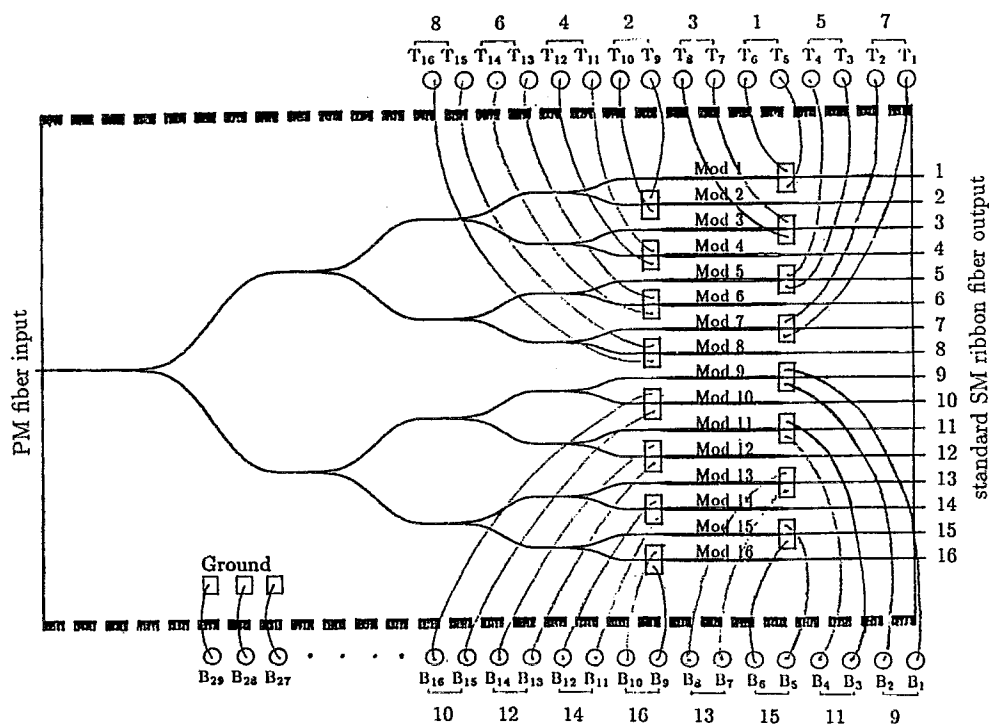 8 6 4 2 3 1 5 7
T16 T15 T14 T13 T12 T11 T10 T9 T8 T7 T6 T5 T4 T3 T2 T1
PM fiber input
Mod 1
Mod 2
Mod 3
Mod 4
Mod 5
Mod 6
Mod 7
Mod 8
Mod 9
Mod 10
Mod 11
Mod 12
Mod 13
Mod 14
Mod 15
Mod 16
1
2
3
4
5
6
7
8
9
10
11
12
13
14
15
16
standard SM ribbon fiber output
Ground
B29 B28 B27 B16 B15 B14 B13 B12 B11 B10 B9 B8 B7 B6 B5 B4 B3 B2 B1
10 12 14 16 13 15 11 9